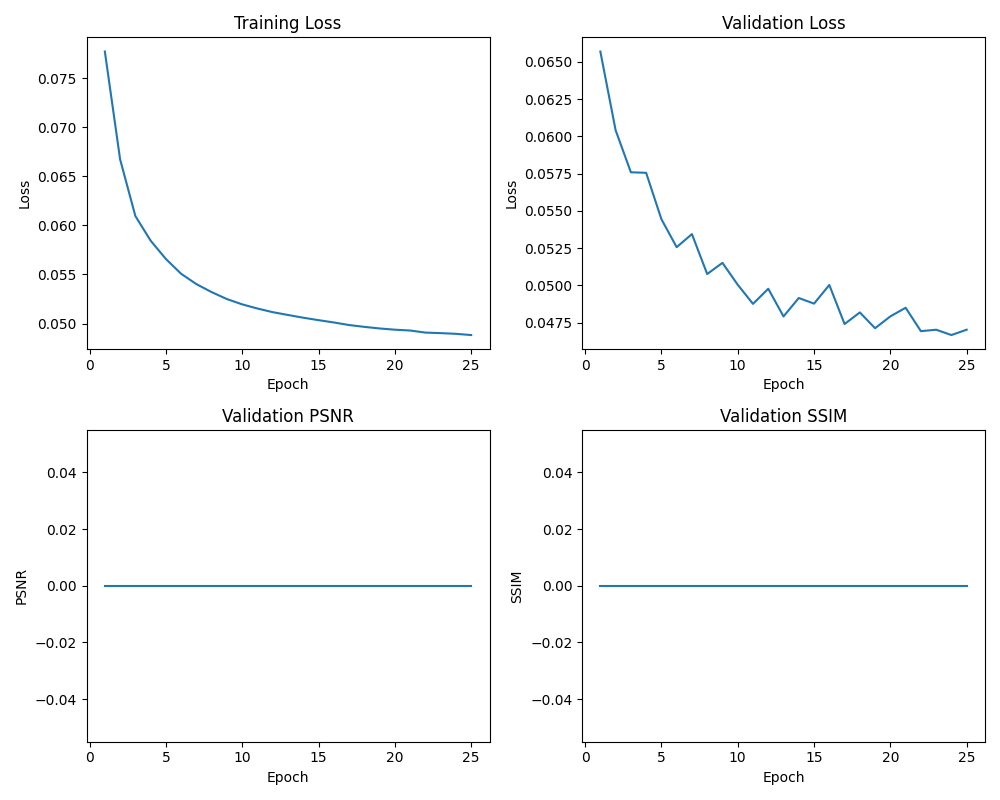 Training Loss
Loss
0.075
0.070
0.065
0.060
0.055
0.050
0 5 10 15 20 25
Epoch
Validation Loss
Loss
0.0650
0.0625
0.0600
0.0575
0.0550
0.0525
0.0500
0.0475
0 5 10 15 20 25
Epoch
Validation PSNR
PSNR
0.04
0.02
0.00
−0.02
−0.04
0 5 10 15 20 25
Epoch
Validation SSIM
SSIM
0.04
0.02
0.00
−0.02
−0.04
0 5 10 15 20 25
Epoch